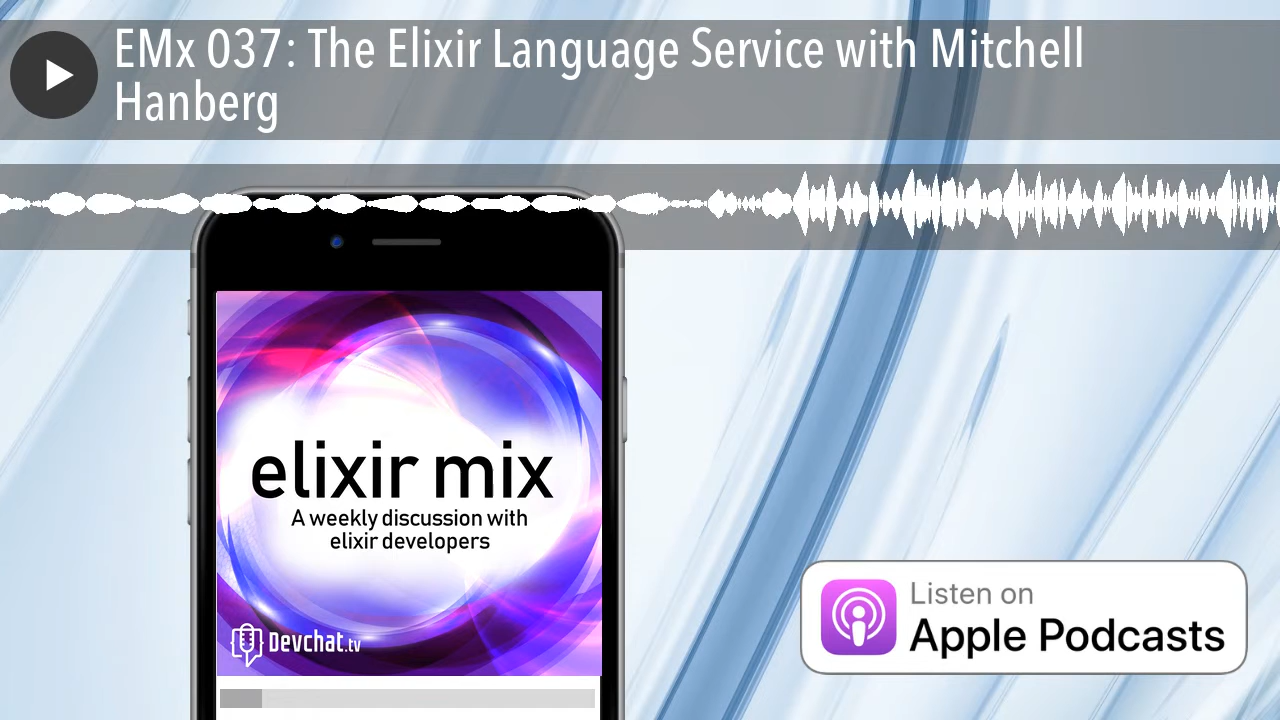 EMx 037: The Elixir Language Service with Mitchell
Hanberg
elixir mix
A weekly discussion with
elixir developers
Devchat.tv
Listen on
Apple Podcasts